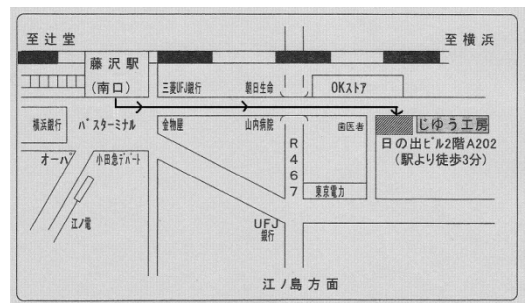 至辻堂
至横浜
藤沢駅
(南口)
三菱UFJ銀行
朝日生命
OKストア
横浜銀行
バスターミナル
金物屋
山内病院
歯医者
じゆう工房
日の出ビル2階A202
(駅より徒歩3分)
オーパ
小田急デパート
R467
東京電力
江ノ電
UFJ
銀行
江ノ島方面